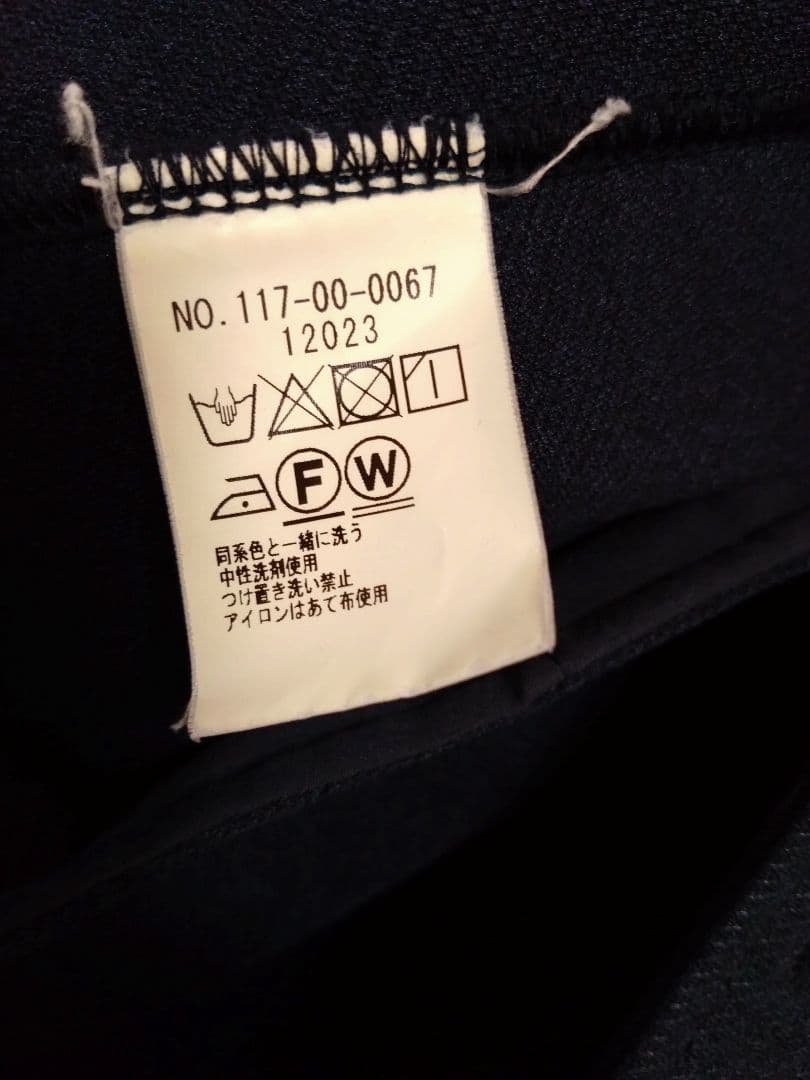 NO. 117-00-0067
12023
F W
同系色と一緒に洗う
中性洗剤使用
つけ置き洗い禁止
アイロンはあて布使用